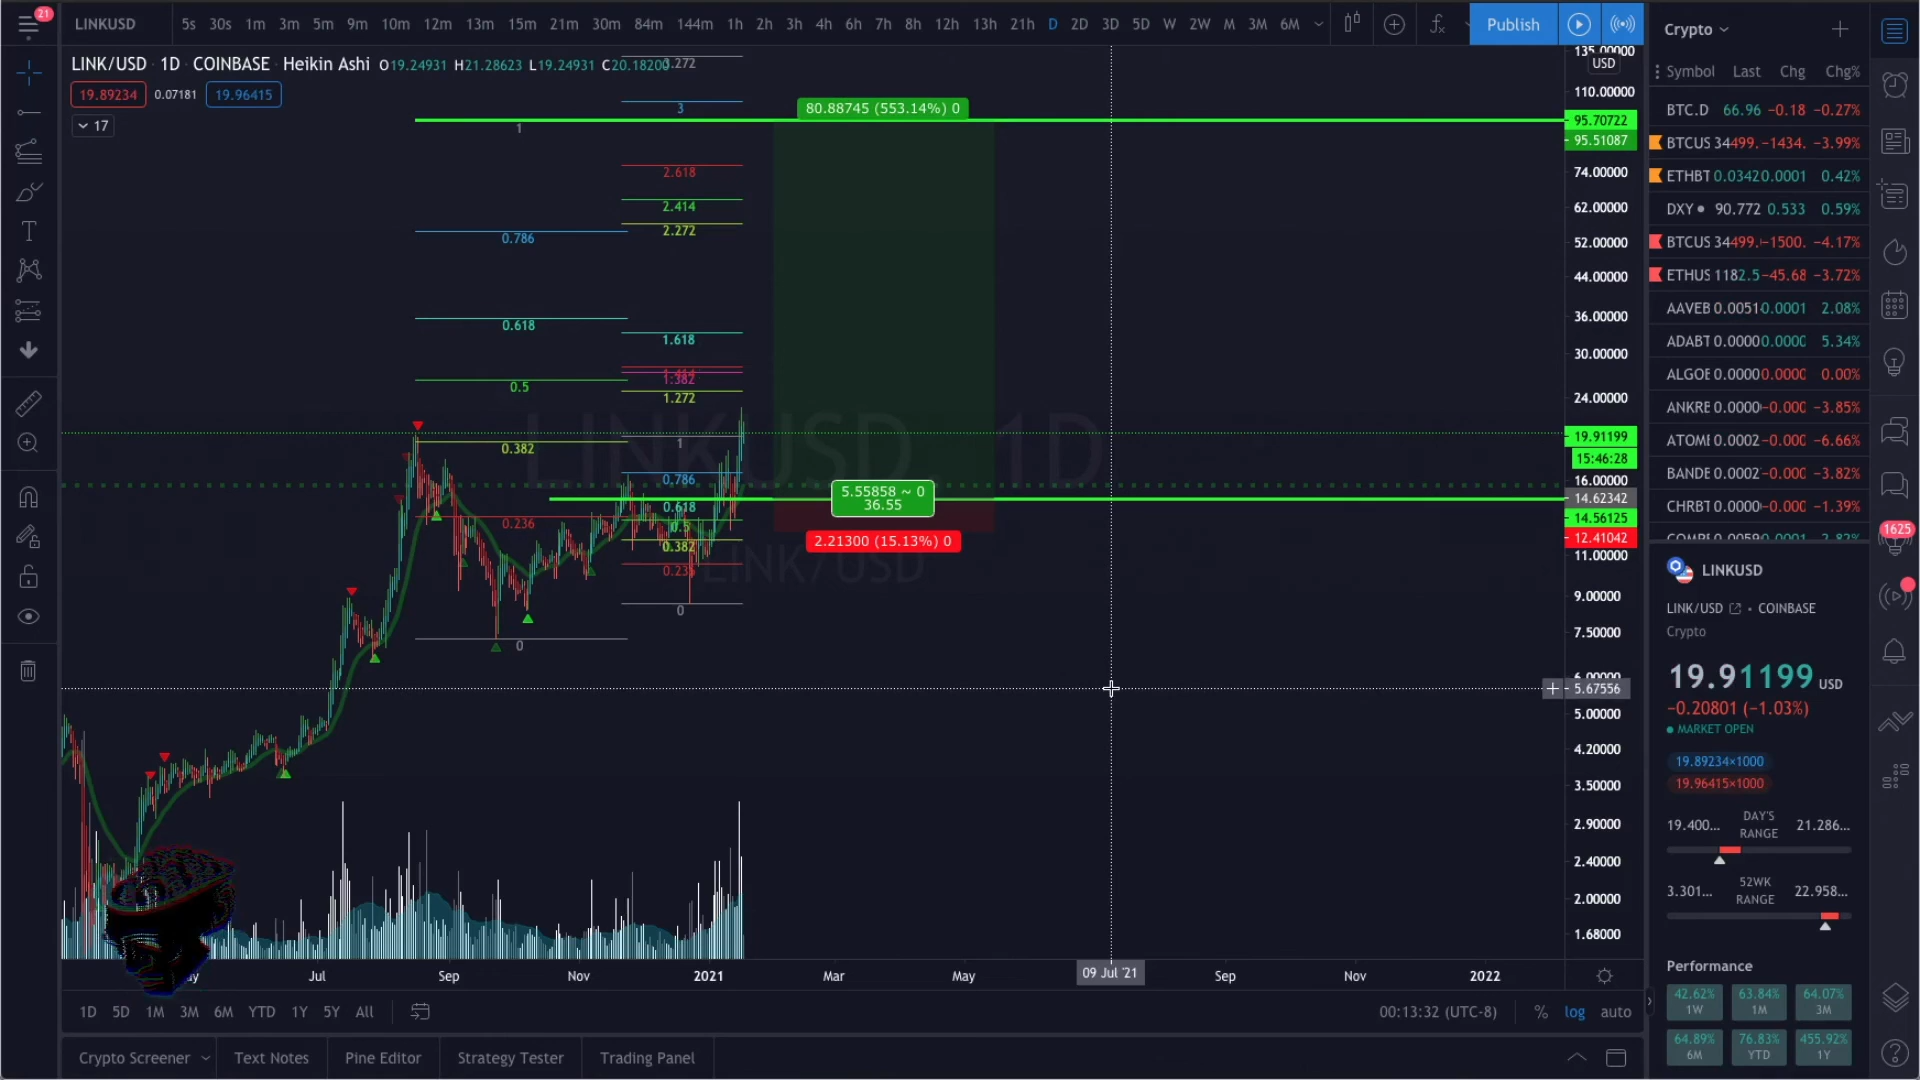 21
LINKUSD
5s 30s 1m 3m 5m 9m 10m 12m 13m 15m 21m 30m 84m 144m 1h 2h 3h 4h 6h 7h 8h 12h 13h 21h D 2D 3D 5D W 2W M 3M 6M
Publish
LINK/USD 1D COINBASE Heikin Ashi O19.24931 H21.28623 L19.24931 C20.18200
3.272
19.89234 0.07181 19.96415
17
3
80.88745 (553.14%) 0
1
2.618
2.414
0.786
2.272
0.618
1.618
1.382
0.5
1.272
LINKUSD, 1D
LINK/USD
0.382
1
0.786
5.55858 ~ 0
36.55
0.618
0.236
0.5
2.21300 (15.13%) 0
0.382
0
0
135.00000
USD
110.00000
95.70722
95.51087
74.00000
62.00000
52.00000
44.00000
36.00000
30.00000
24.00000
19.91199
15:46:28
16.00000
14.62342
14.56125
12.41042
11.00000
9.00000
7.50000
6.00000
5.67556
5.00000
4.20000
3.50000
2.90000
2.40000
2.00000
1.68000
Jul Sep Nov 2021 Mar May 09 Jul '21 Sep Nov 2022
1D 5D 1M 3M 6M YTD 1Y 5Y All
00:13:32 (UTC-8) % log auto
Crypto Screener Text Notes Pine Editor Strategy Tester Trading Panel
Crypto
Symbol Last Chg Chg%
BTC.D 66.96 −0.18 −0.27%
BTCUS 34499. −1434. −3.99%
ETHBT 0.03420 0.0001 0.42%
DXY 90.772 0.533 0.59%
BTCUS 34499. −1500. −4.17%
ETHUS 1182.5 −45.68 −3.72%
AAVEB 0.0051 0.0001 2.08%
ADABT 0.0000 0.0000 5.34%
ALGOE 0.0000 0.0000 0.00%
ANKRE 0.0000 −0.000 −3.85%
ATOME 0.0002 −0.000 −6.66%
BANDE 0.0002 −0.000 −3.82%
CHRBT 0.0000 −0.000 −1.39%
1625
LINKUSD
LINK/USD • COINBASE
Crypto
19.91199 USD
−0.20801 (−1.03%)
MARKET OPEN
19.89234×1000
19.96415×1000
19.400... DAY'S RANGE 21.286...
3.301... 52WK RANGE 22.958...
Performance
42.62% 1W
63.84% 1M
64.07% 3M
64.89% 6M
76.83% YTD
455.92% 1Y